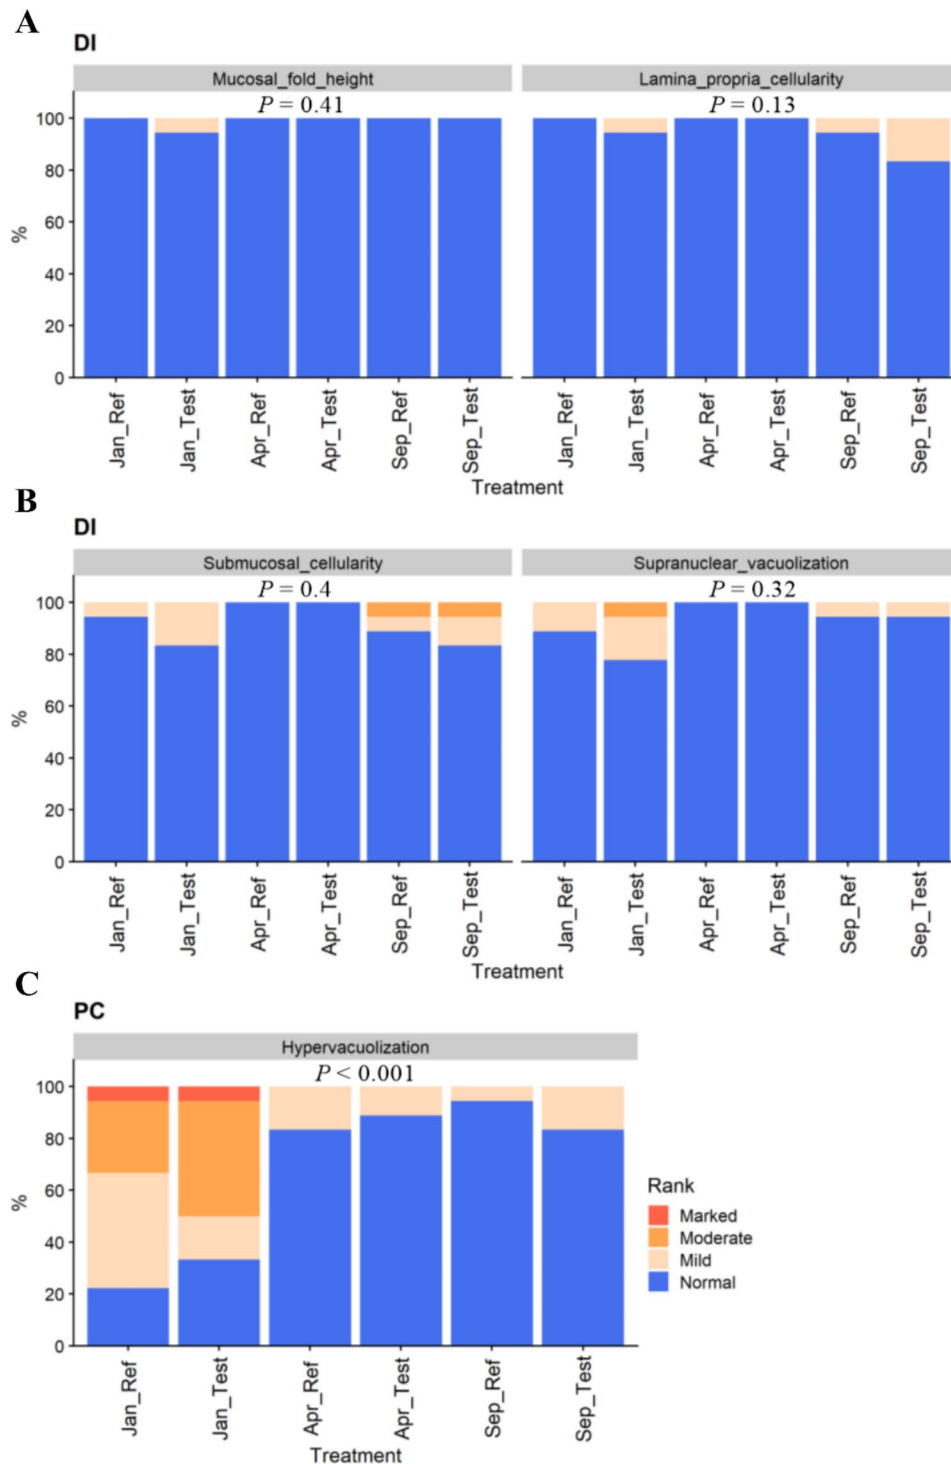 A
DI
Mucosal_fold_height
Lamina_propria_cellularity
P = 0.41
P = 0.13
100
80
60
40
20
0
%
Jan_Ref
Jan_Test
Apr_Ref
Apr_Test
Sep_Ref
Sep_Test
Jan_Ref
Jan_Test
Apr_Ref
Apr_Test
Sep_Ref
Sep_Test
Treatment
B
DI
Submucosal_cellularity
Supranuclear_vacuolization
P = 0.4
P = 0.32
100
80
60
40
20
0
%
Jan_Ref
Jan_Test
Apr_Ref
Apr_Test
Sep_Ref
Sep_Test
Jan_Ref
Jan_Test
Apr_Ref
Apr_Test
Sep_Ref
Sep_Test
Treatment
C
PC
Hypervacuolization
P < 0.001
100
80
60
40
20
0
%
Jan_Ref
Jan_Test
Apr_Ref
Apr_Test
Sep_Ref
Sep_Test
Treatment
Rank
Marked
Moderate
Mild
Normal